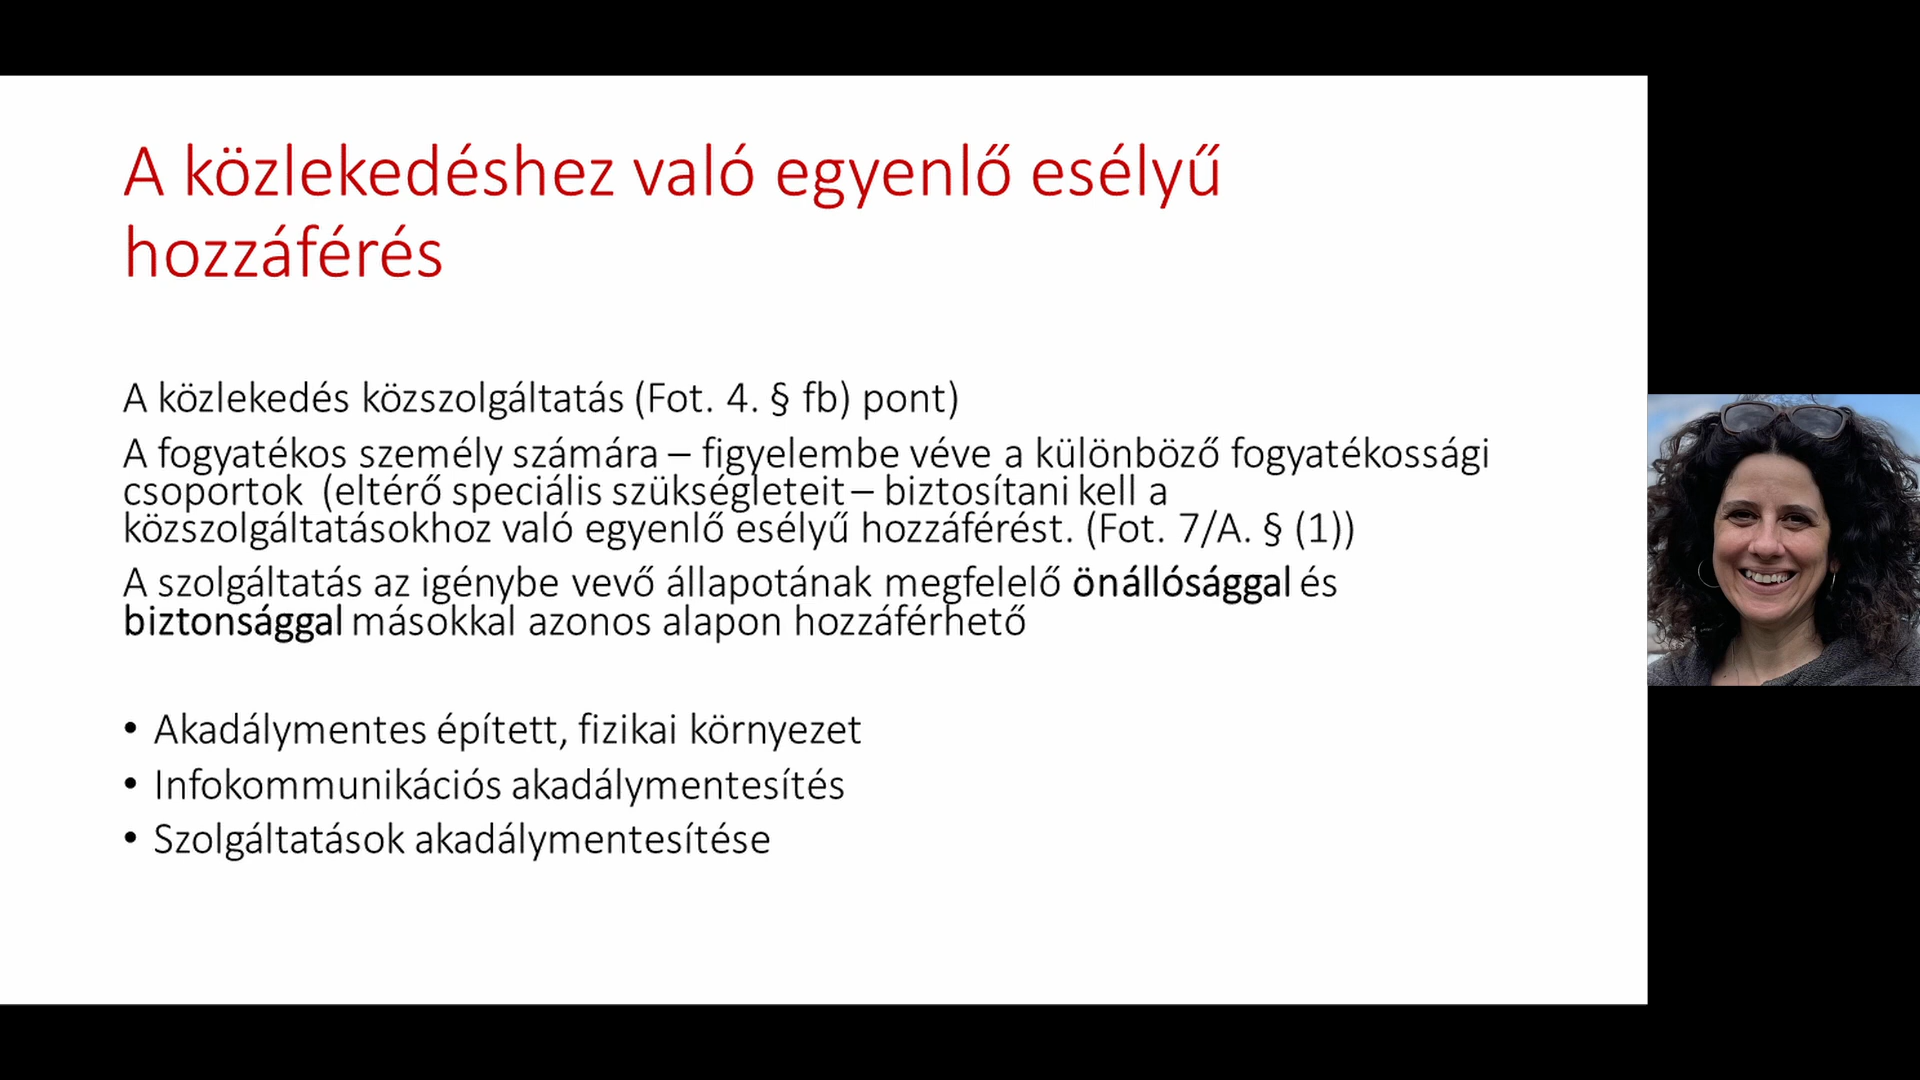 A közlekedéshez való egyenlő esélyű
hozzáférés
A közlekedés közszolgáltatás (Fot. 4. § fb) pont)
A fogyatékos személy számára – figyelembe véve a különböző fogyatékossági
csoportok  (eltérő speciális szükségleteit – biztosítani kell a
közszolgáltatásokhoz való egyenlő esélyű hozzáférést. (Fot. 7/A. § (1))
A szolgáltatás az igénybe vevő állapotának megfelelő önállósággal és
biztonsággal másokkal azonos alapon hozzáférhető
• Akadálymentes épített, fizikai környezet
• Infokommunikációs akadálymentesítés
• Szolgáltatások akadálymentesítése